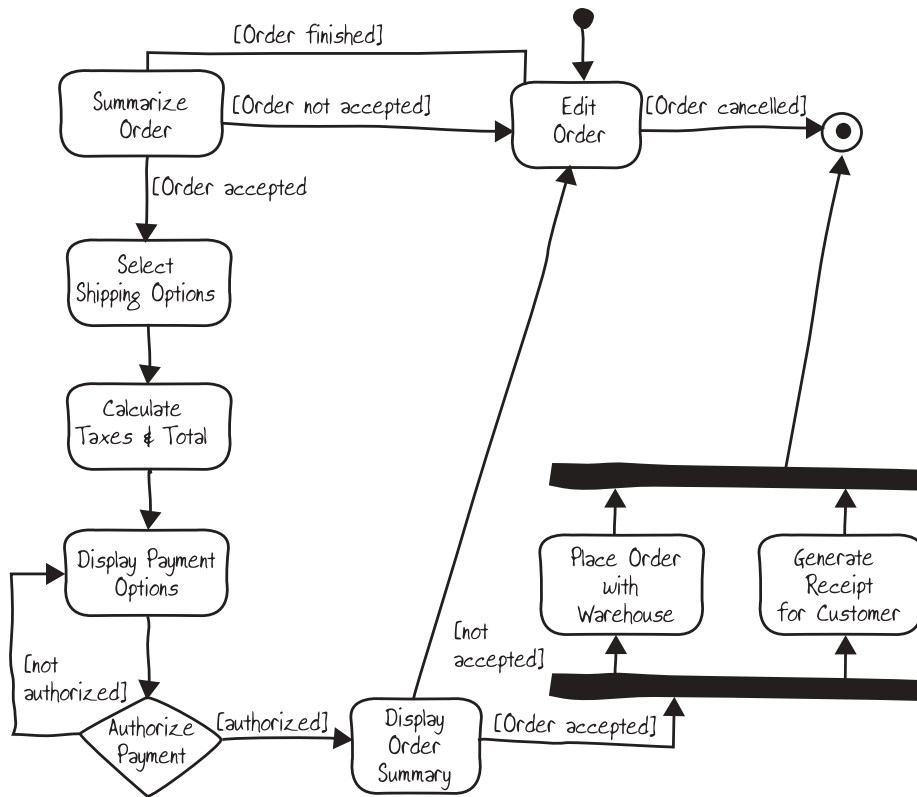 [Order finished]
Summarize
Order
[Order not accepted]
Edit
Order
[Order cancelled]
[Order accepted
Select
Shipping Options
Calculate
Taxes & Total
Display Payment
Options
Place Order
with
Warehouse
Generate
Receipt
for Customer
[not
accepted]
[not
authorized]
Authorize
Payment
[authorized]
Display
Order
Summary
[Order accepted]